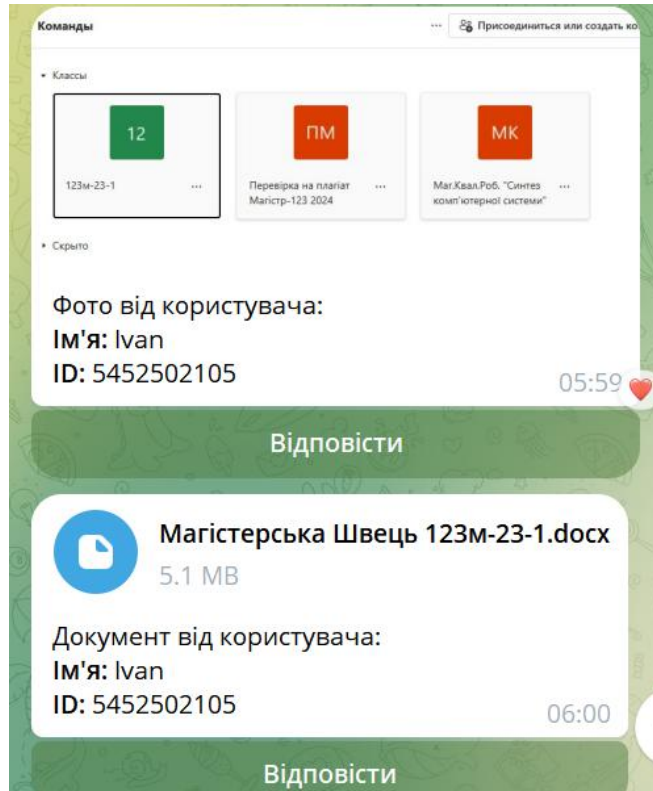 Команды
... Присоединиться или создать ко
Классы
12
ПМ
МК
123м-23-1 ...
Перевірка на плагіат ...
Магістр-123 2024
Маг.Квал.Роб. "Синтез ...
комп'ютерної системи"
Скрыто
Фото від користувача:
Ім'я: Ivan
ID: 5452502105
05:59
Відповісти
Магістерська Швець 123м-23-1.docx
5.1 MB
Документ від користувача:
Ім'я: Ivan
ID: 5452502105
06:00
Відповісти